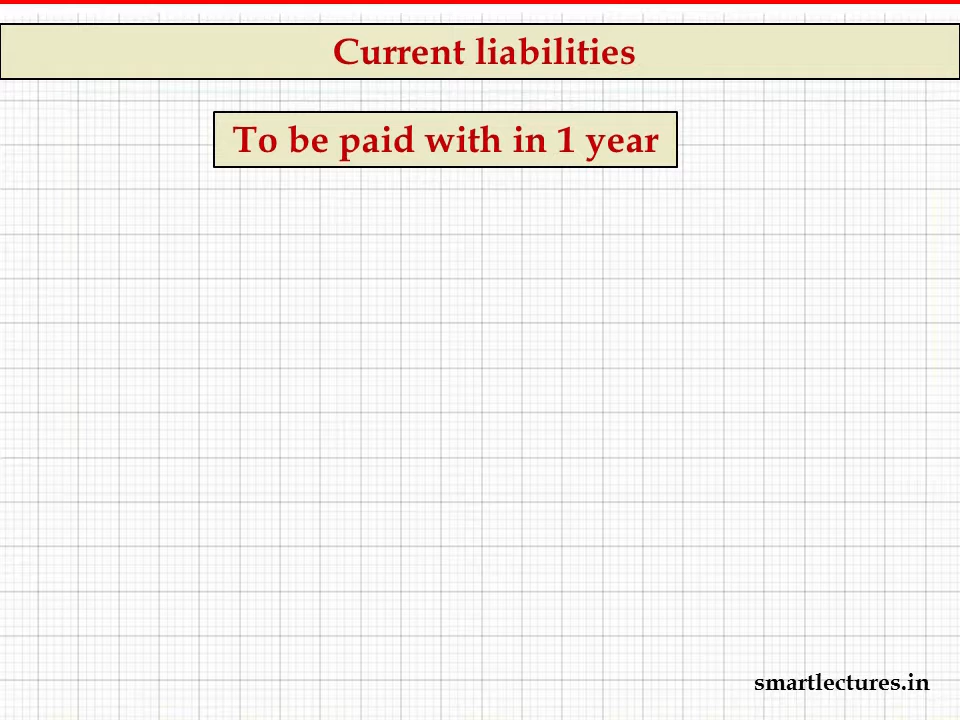 Current liabilities
To be paid with in 1 year
smartlectures.in